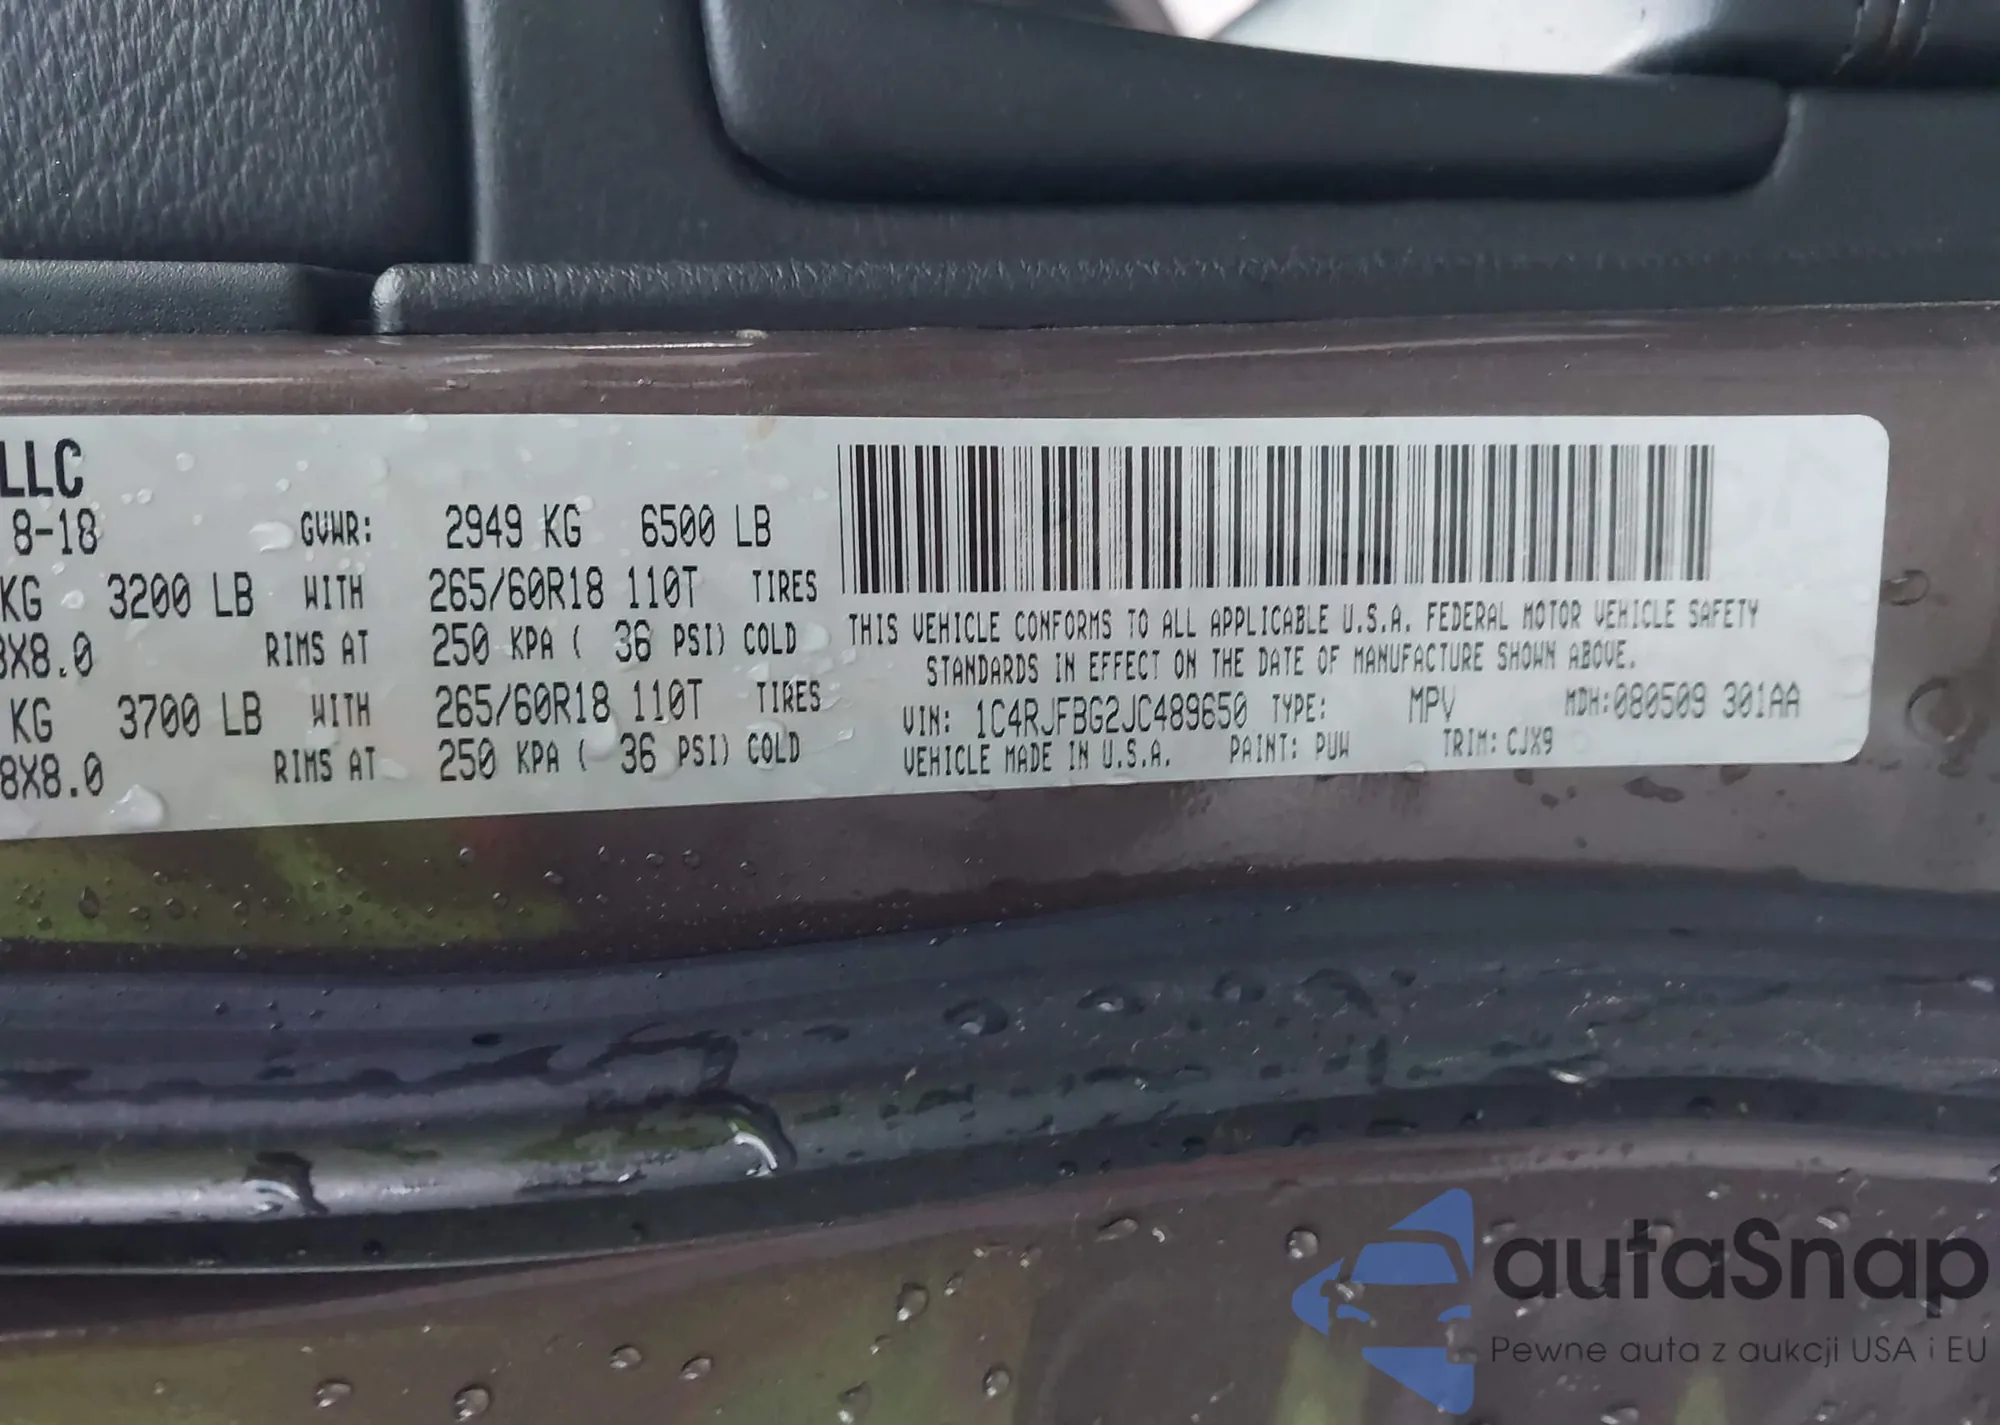 LLC
8-18 GVWR: 2949 KG 6500 LB
KG 3200 LB WITH 265/60R18 110T TIRES
8X8.0 RIMS AT 250 KPA ( 36 PSI) COLD
KG 3700 LB WITH 265/60R18 110T TIRES
8X8.0 RIMS AT 250 KPA ( 36 PSI) COLD
THIS VEHICLE CONFORMS TO ALL APPLICABLE U.S.A. FEDERAL MOTOR VEHICLE SAFETY
STANDARDS IN EFFECT ON THE DATE OF MANUFACTURE SHOWN ABOVE.
VIN: 1C4RJFBG2JC489650 TYPE: MPV MDH:080509 301AA
VEHICLE MADE IN U.S.A. PAINT: PUW TRIM: CJX9
autaSnap
Pewne auta z aukcji USA i EU